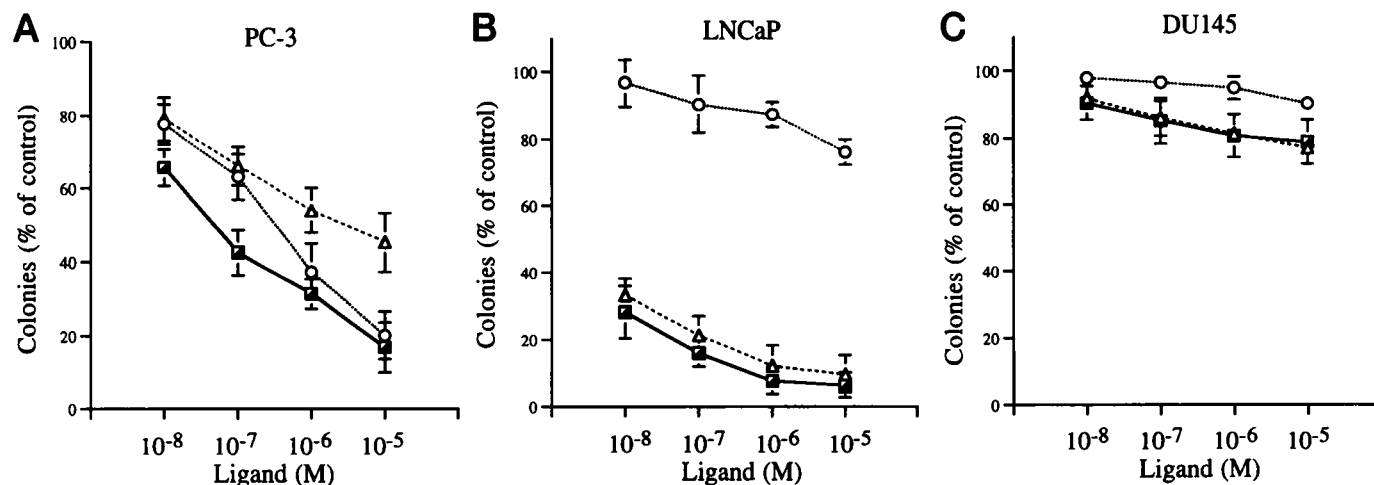 A
PC-3
Colonies (% of control)
100
80
60
40
20
0
10-8
10-7
10-6
10-5
Ligand (M)
B
LNCaP
Colonies (% of control)
100
80
60
40
20
0
10-8
10-7
10-6
10-5
Ligand (M)
C
DU145
Colonies (% of control)
100
80
60
40
20
0
10-8
10-7
10-6
10-5
Ligand (M)